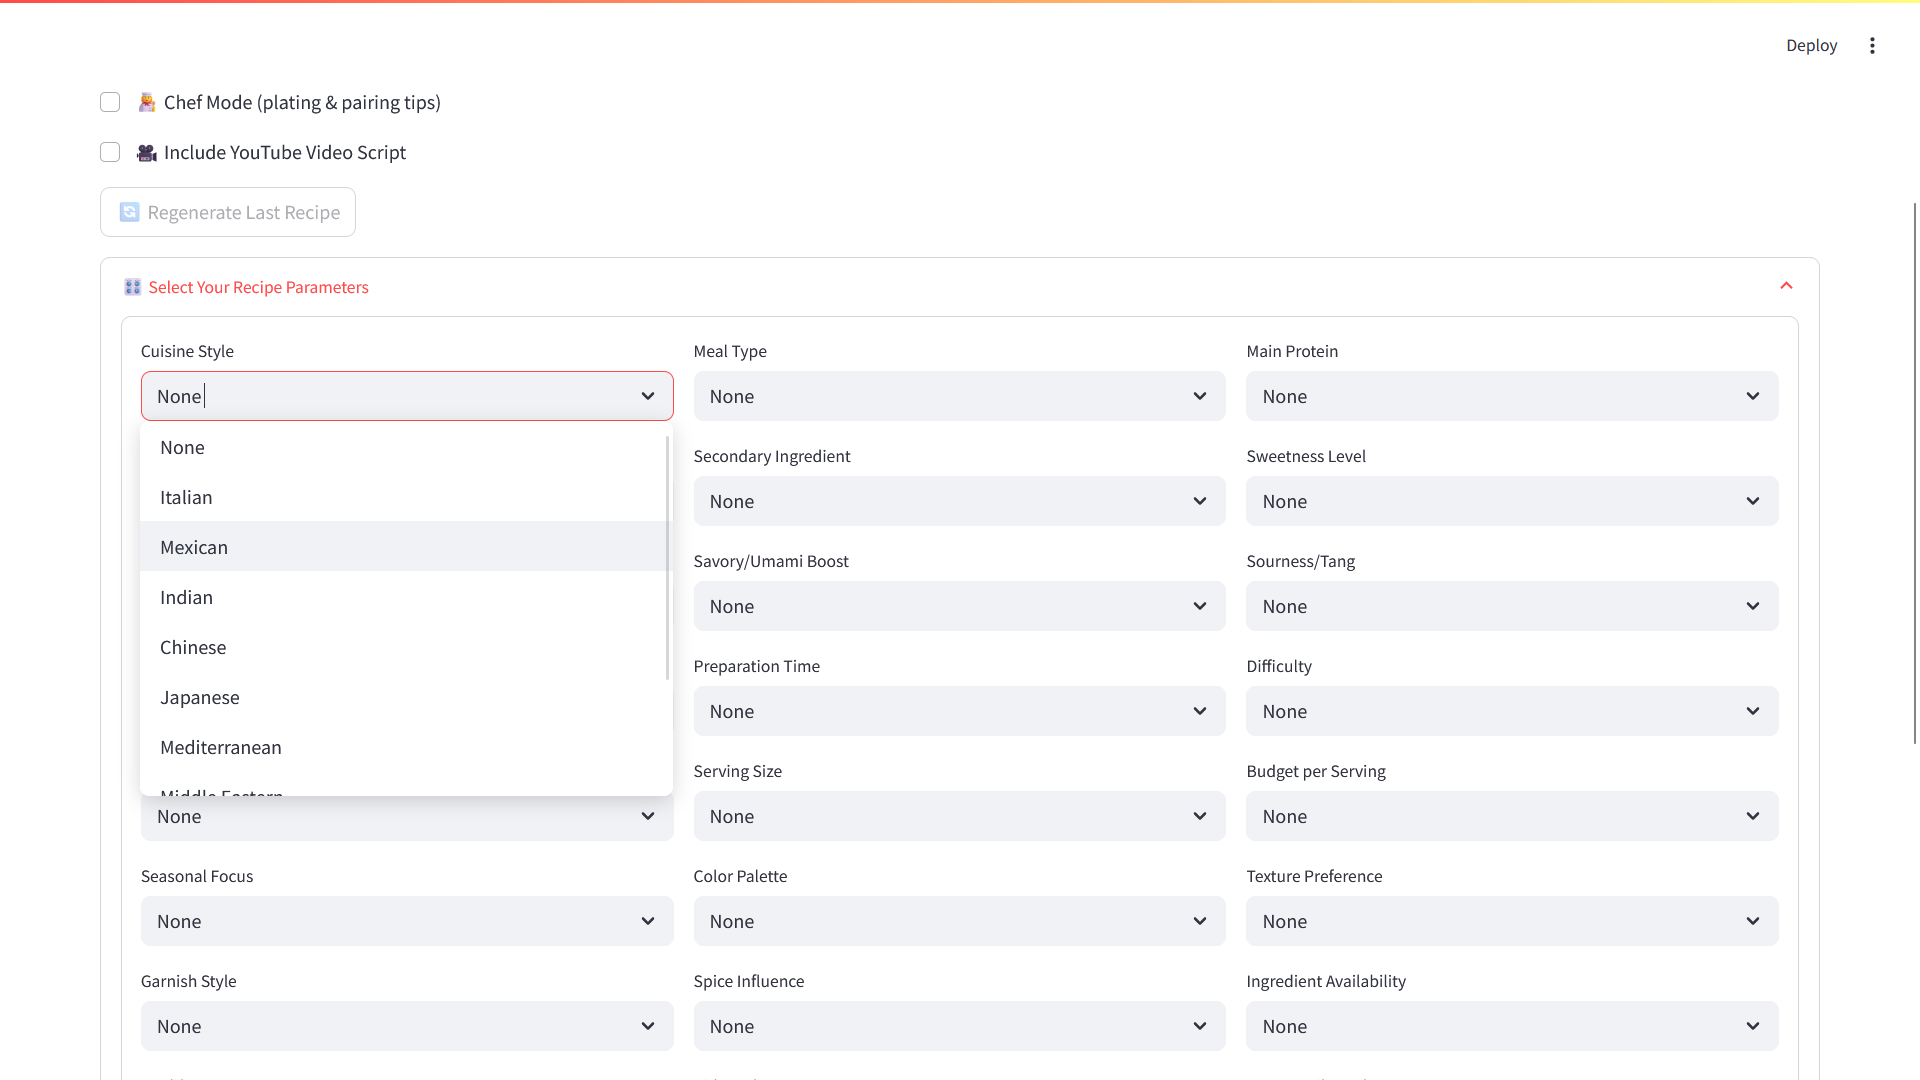 Deploy
Chef Mode (plating & pairing tips)
Include YouTube Video Script
Regenerate Last Recipe
Select Your Recipe Parameters
Cuisine Style
Meal Type
Main Protein
None
None
None
None
Italian
Mexican
Indian
Chinese
Japanese
Mediterranean
Middle Eastern
Secondary Ingredient
Sweetness Level
None
None
Savory/Umami Boost
Sourness/Tang
None
None
Preparation Time
Difficulty
None
None
Serving Size
Budget per Serving
None
None
None
Seasonal Focus
Color Palette
Texture Preference
None
None
None
Garnish Style
Spice Influence
Ingredient Availability
None
None
None